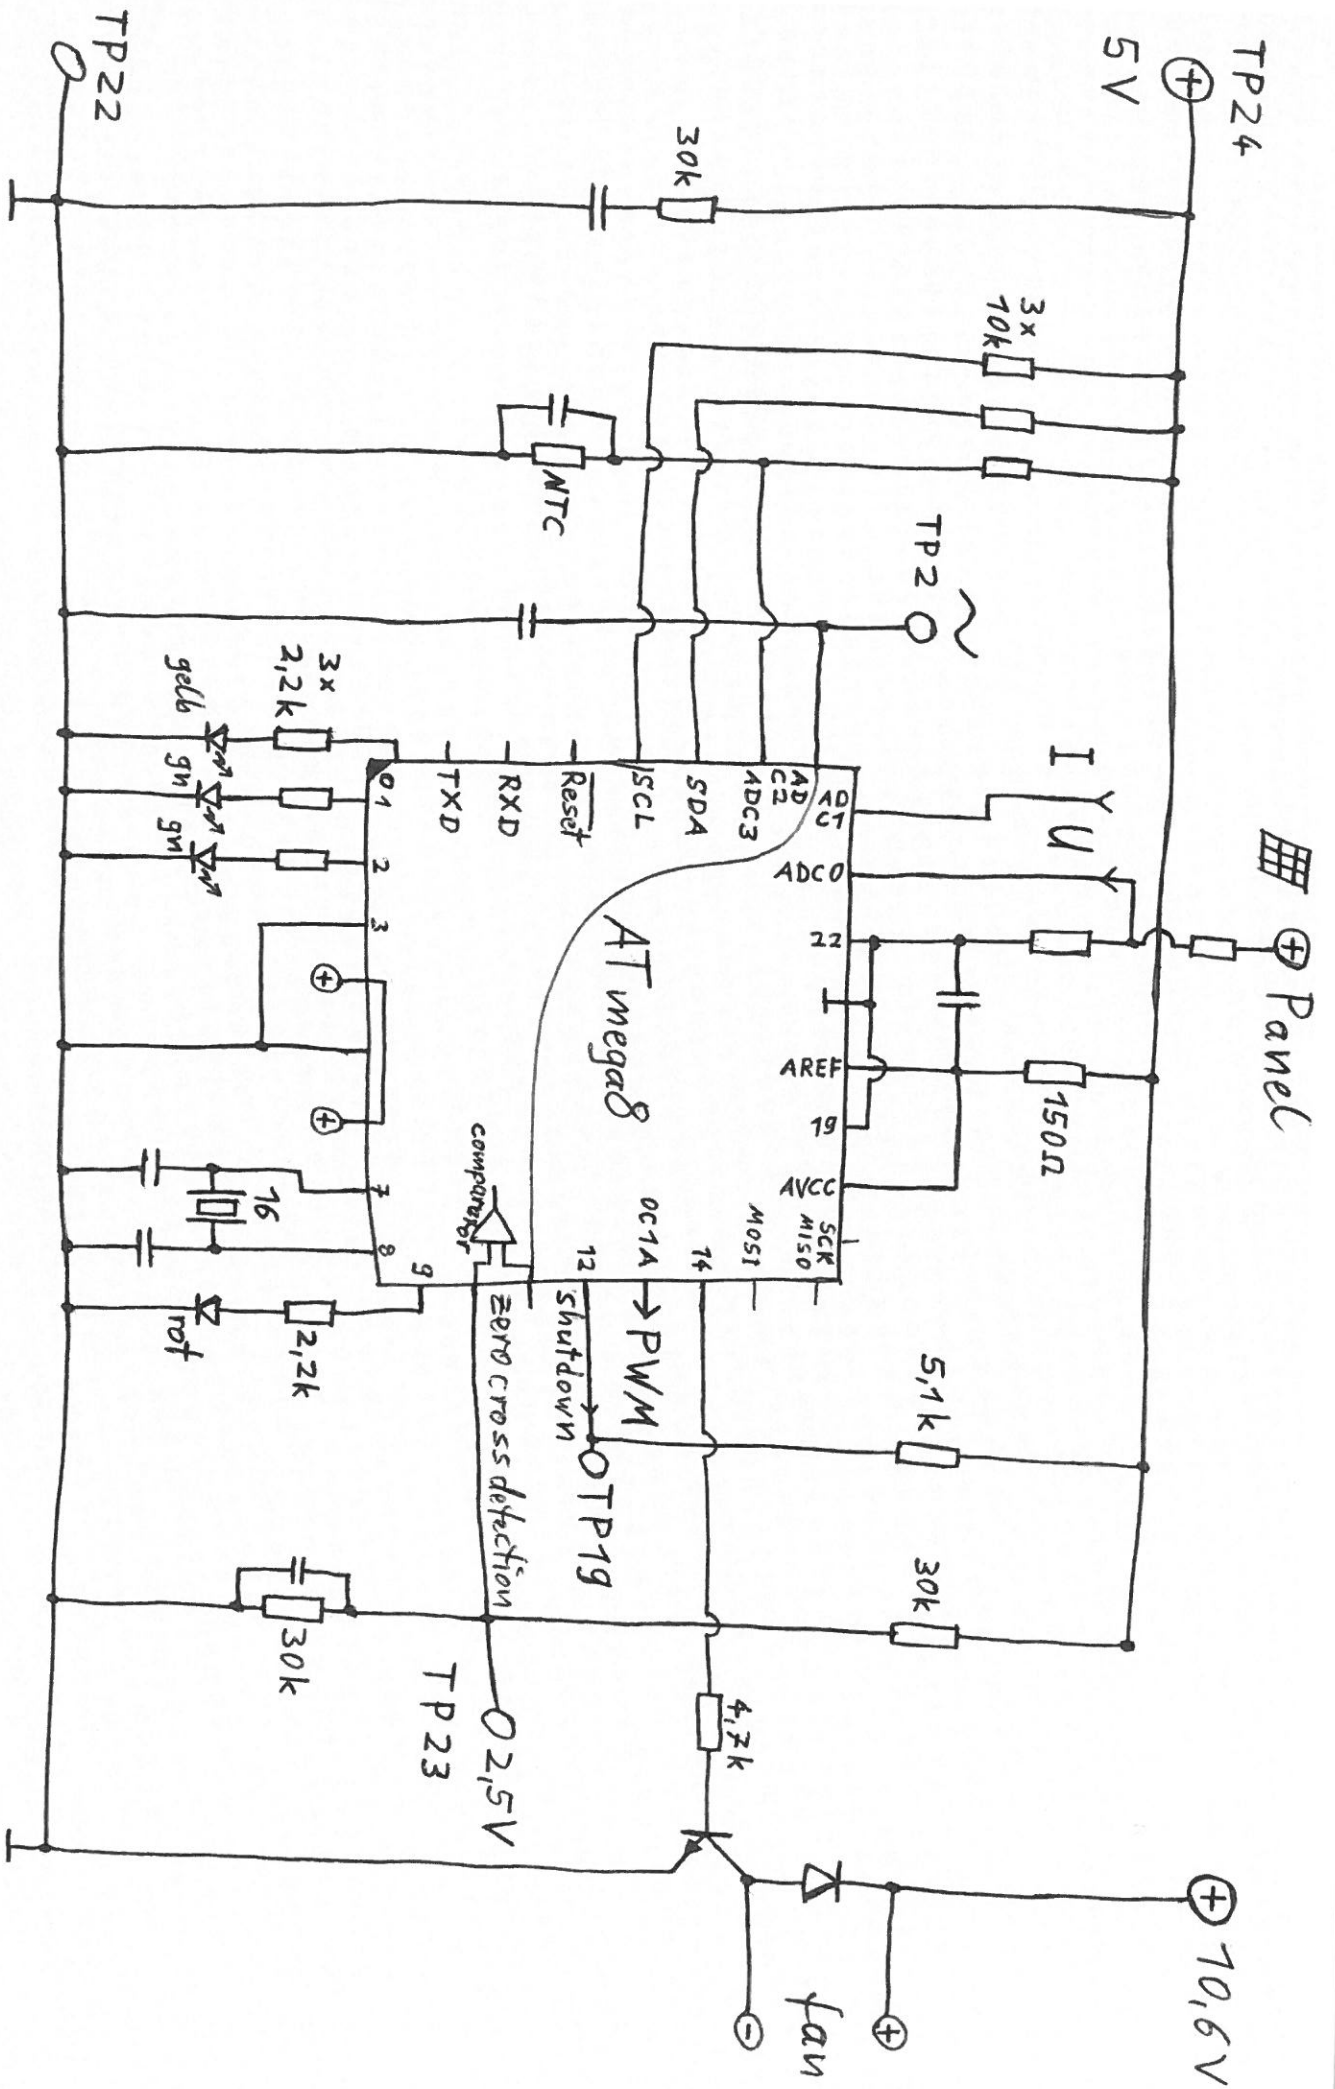 TP24
5V
30k
TP22
3x
10k
NTC
TP2
~
3x
2,2k
gelb
gn
gn
I
U
Panel
150Ω
ATmega8
0
1
2
3
7
8
9
TXD
RXD
Reset
SCL
SDA
ADC3
AD
C2
AD
C1
ADC0
22
AREF
19
AVCC
SCK
MISO
MOSI
14
OC1A
12
comparator
16
rot
2,2k
zero cross detection
shutdown
PWM
TP19
5,1k
30k
30k
TP23
2,5V
4,7k
fan
10,6V